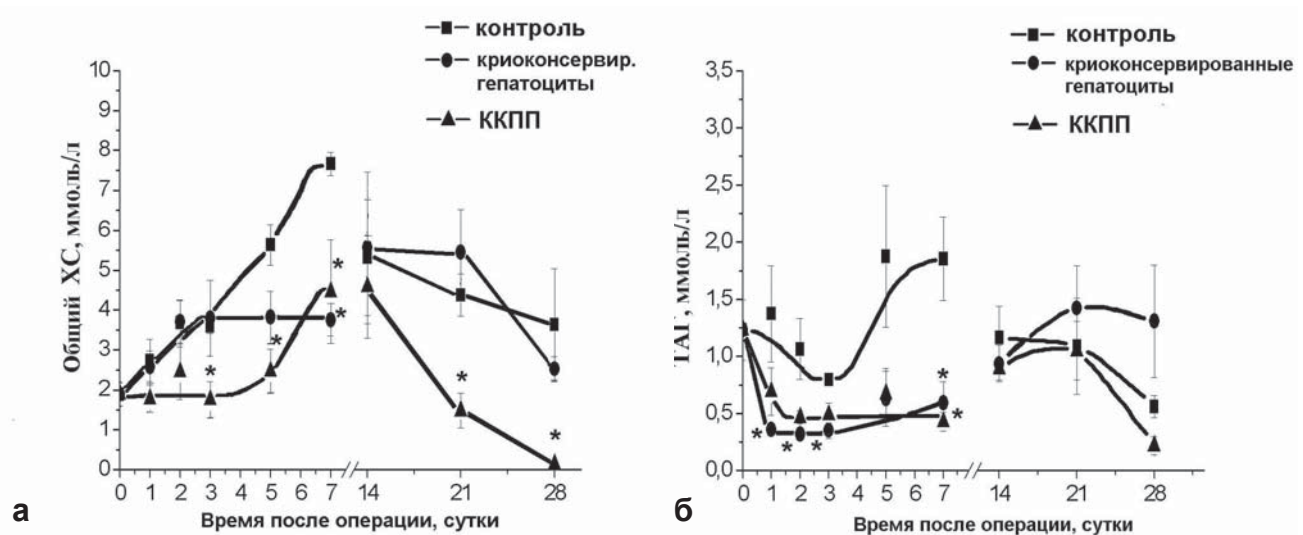 контроль
криоконсервир.
гепатоциты
ККПП
Общий ХС, ммоль/л
10
9
8
7
6
5
4
3
2
1
0
*
*
*
*
*
*
0 1 2 3 4 5 6 7 14 21 28
Время после операции, сутки
а
контроль
криоконсервированные
гепатоциты
ККПП
ТАГ, ммоль/л
3,5
3,0
2,5
2,0
1,5
1,0
0,5
0,0
*
*
*
*
*
0 1 2 3 4 5 6 7 14 21 28
Время после операции, сутки
б